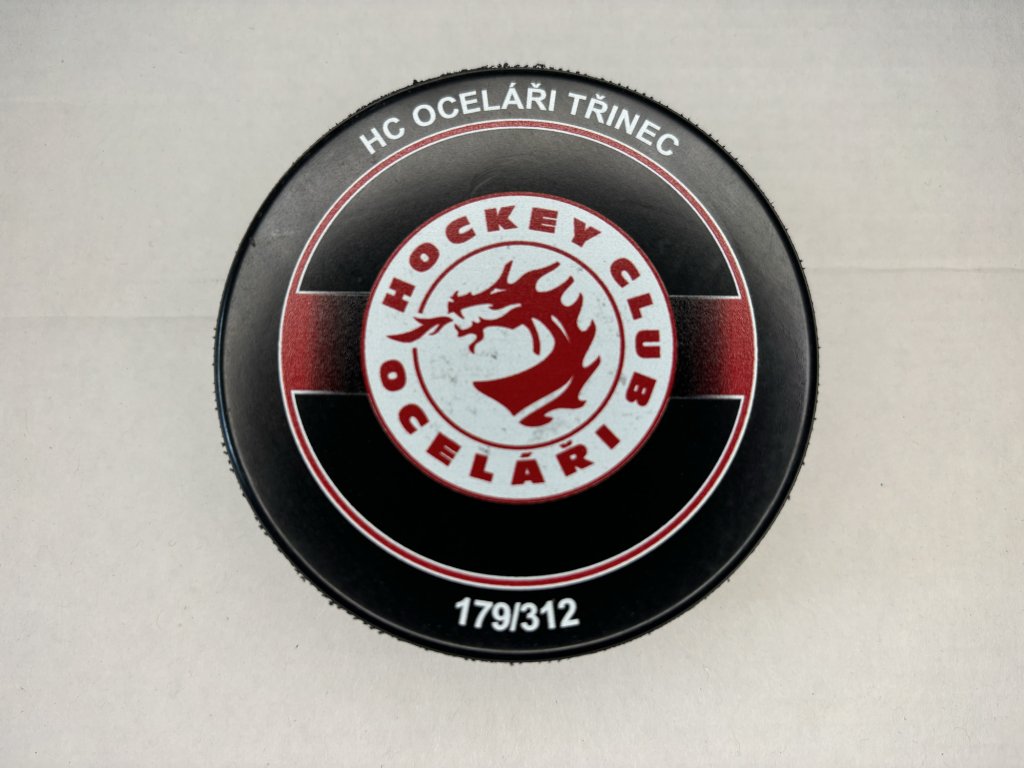 HC OCELÁŘI TŘINEC
HOCKEY CLUB
OCELÁŘI
179/312